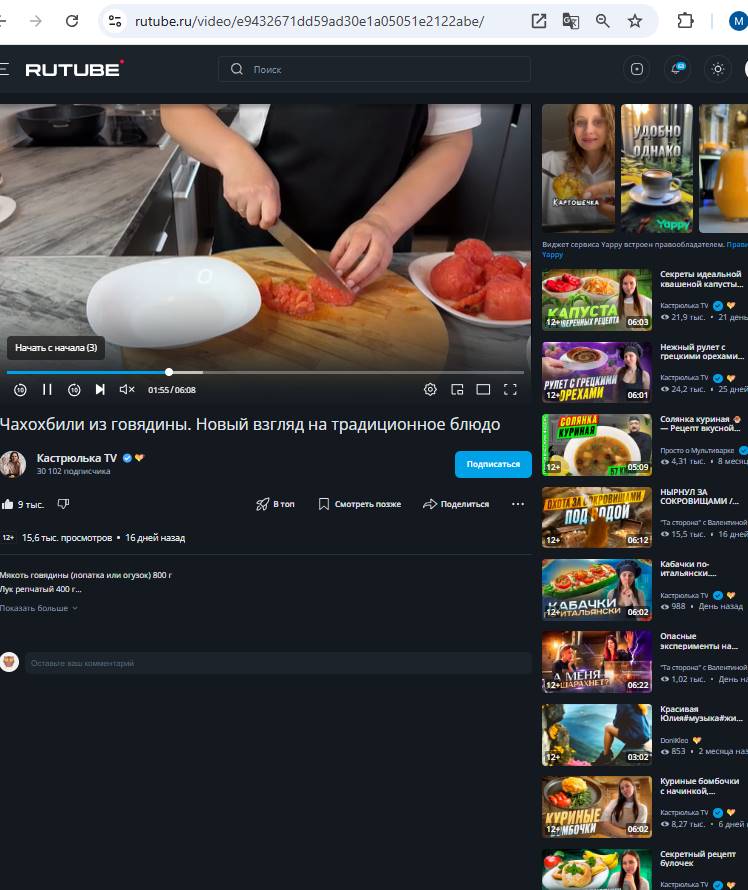 rutube.ru/video/e9432671dd59ad30e1a05051e2122abe/
M
RUTUBE
Поиск
Начать с начала (3)
10
10
01:55 / 06:08
Чахохбили из говядины. Новый взгляд на традиционное блюдо
Кастрюлька TV
30 102 подписчика
Подписаться
9 тыс.
В топ
Смотреть позже
Поделиться
12+ 15,6 тыс. просмотров • 16 дней назад
Мякоть говядины (лопатка или огузок) 800 г
Лук репчатый 400 г...
Показать больше
Оставьте ваш комментарий
КАРТОШЕЧКА
УДОБНО
ОДНАКО
Yappy
Виджет сервиса Yappy встроен правообладателем. Прави
Yappy
КАПУСТА
12+
06:03
Секреты идеальной
квашеной капусты...
Кастрюлька TV
21,9 тыс. • 21 день
РУЛЕТ С ГРЕЦКИМИ
ОРЕХАМИ
12+
06:01
Нежный рулет с
грецкими орехами...
Кастрюлька TV
24,2 тыс. • 25 дней
СОЛЯНКА
КУРИНАЯ
12+
05:09
Солянка куриная
— Рецепт вкусной...
Просто о Мультиварке
4,31 тыс. • 8 месяц
ОХОТА ЗА СОКРОВИЩАМИ
ПОД ВОДОЙ
12+
06:12
НЫРНУЛ ЗА
СОКРОВИЩАМИ /...
"Та сторона" с Валентиной
15,5 тыс. • 16 дне
КАБАЧКИ
ПО-ИТАЛЬЯНСКИ
12+
06:02
Кабачки по-
итальянски....
Кастрюлька TV
988 • День назад
А МЕНЯ
ШАРАХНЕТ?
12+
06:22
Опасные
эксперименты на...
"Та сторона" с Валентиной
1,02 тыс. • День на
03:02
Красивая
Юлия#музыка#жи...
DoniKleo
853 • 2 месяца наз
КУРИНЫЕ
БОМБОЧКИ
12+
06:02
Куриные бомбочки
с начинкой,...
Кастрюлька TV
8,27 тыс. • 6 дней
Секретный рецепт
булочек
Кастрюлька TV